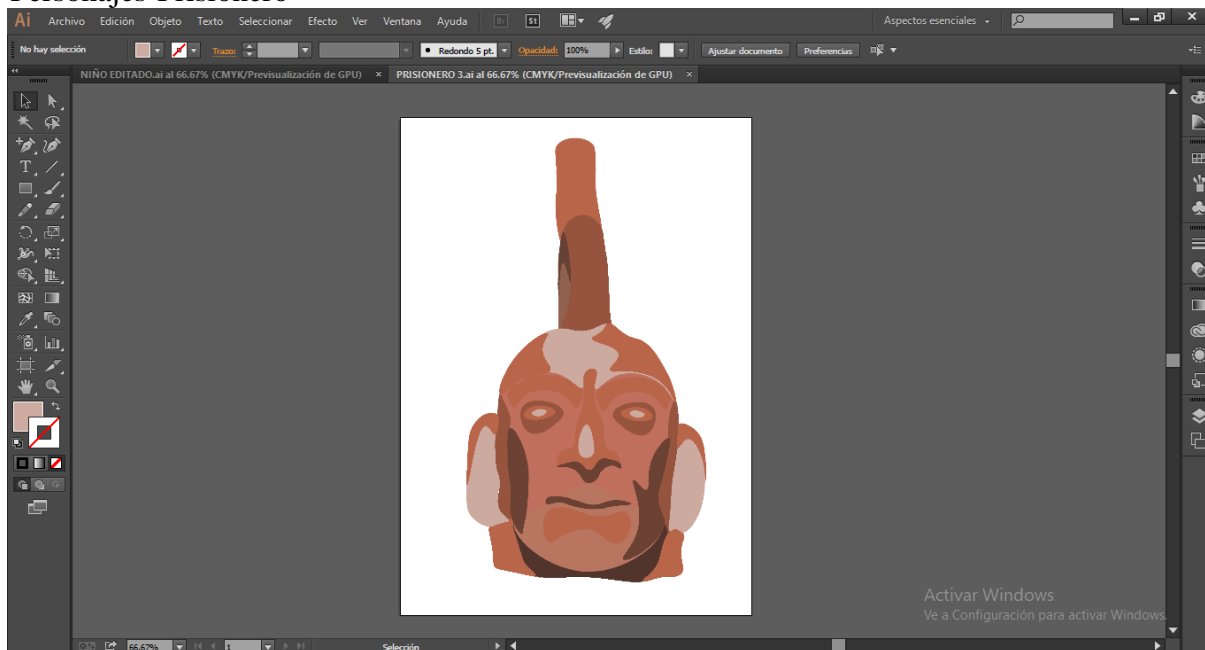 Personajes Prisionero
Ai Archivo Edición Objeto Texto Seleccionar Efecto Ver Ventana Ayuda Br St Aspectos esenciales
No hay selección Trazo: Redondo 5 pt. Opacidad: 100% Estilo: Ajustar documento Preferencias
NIÑO EDITADO.ai al 66.67% (CMYK/Previsualización de GPU) × PRISIONERO 3.ai al 66.67% (CMYK/Previsualización de GPU) ×
Activar Windows
Ve a Configuración para activar Windows.
66.67% 1 Selección